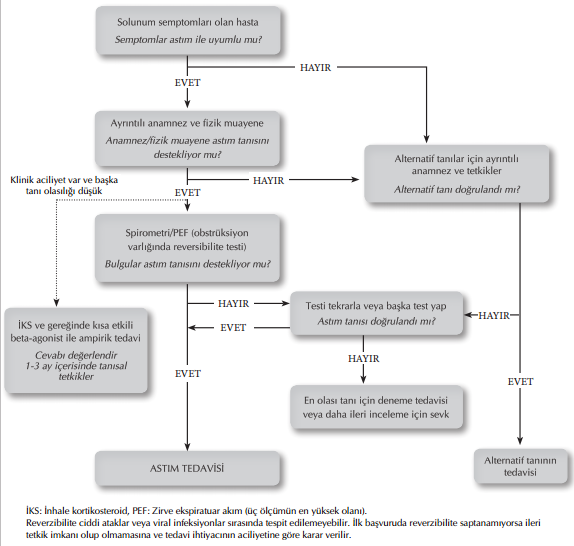 Solunum semptomları olan hasta
Semptomlar astım ile uyumlu mu?
HAYIR
EVET
Ayrıntılı anamnez ve fizik muayene
Anamnez/fizik muayene astım tanısını
destekliyor mu?
Alternatif tanılar için ayrıntılı
anamnez ve tetkikler
Alternatif tanı doğrulandı mı?
Klinik aciliyet var ve başka
tanı olasılığı düşük
HAYIR
EVET
Spirometri/PEF (obstrüksiyon
varlığında reversibilite testi)
Bulgular astım tanısını destekliyor mu?
İKS ve gereğinde kısa etkili
beta-agonist ile ampirik tedavi
Cevabı değerlendir
1-3 ay içerisinde tanısal
tetkikler
HAYIR
EVET
Testi tekrarla veya başka test yap
Astım tanısı doğrulandı mı?
HAYIR
HAYIR
EVET
EVET
En olası tanı için deneme tedavisi
veya daha ileri inceleme için sevk
ASTIM TEDAVİSİ
Alternatif tanının
tedavisi
İKS: İnhale kortikosteroid, PEF: Zirve ekspiratuar akım (üç ölçümün en yüksek olanı).
Reversibilite ciddi ataklar veya viral infeksiyonlar sırasında tespit edilemeyebilir. İlk başvuruda reversibilite saptanamıyorsa ileri
tetkik imkanı olup olmamasına ve tedavi ihtiyacının aciliyetine göre karar verilir.